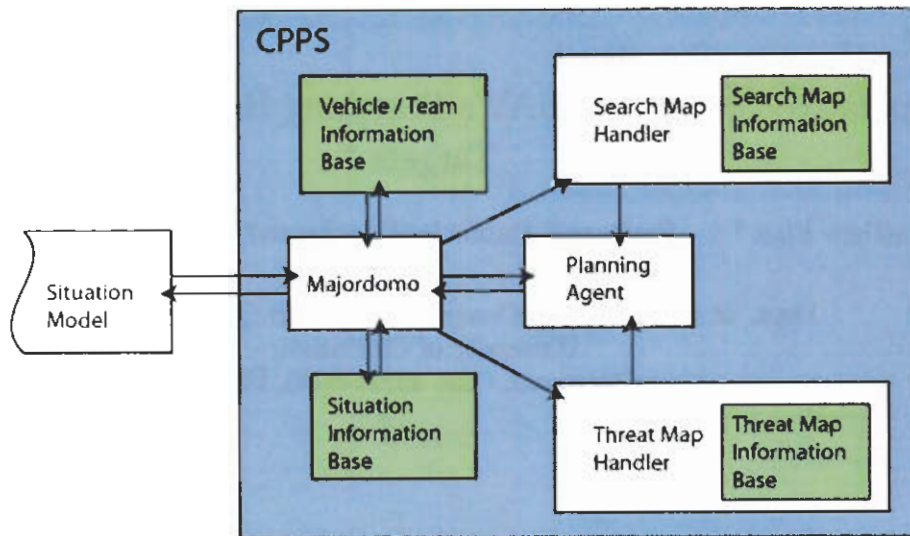 CPPS
Vehicle / Team
Information
Base
Search Map
Handler
Search Map
Information
Base
Situation
Model
Majordomo
Planning
Agent
Situation
Information
Base
Threat Map
Handler
Threat Map
Information
Base